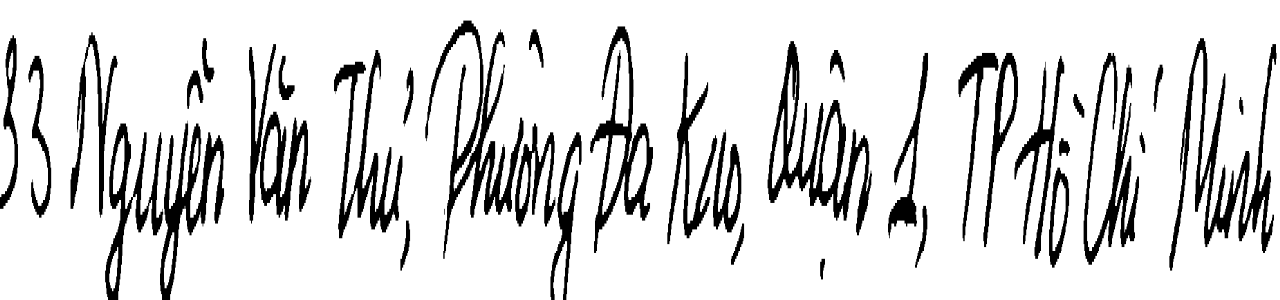 33 Nguyễn Văn Thủ, Phường Đa Kao, Quận 1, TP Hồ Chí Minh